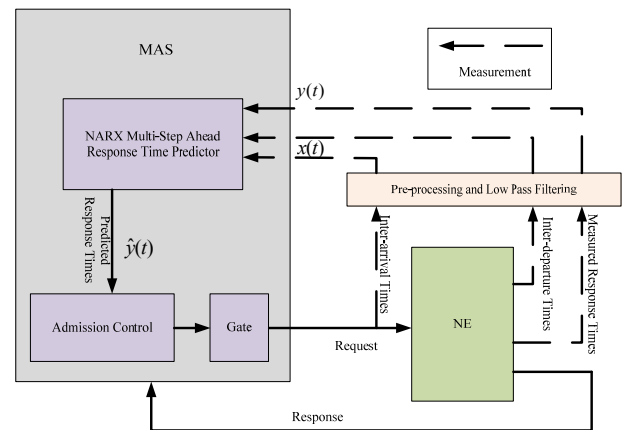 MAS
Measurement
y(t)
NARX Multi-Step Ahead
Response Time Predictor
x(t)
Pre-processing and Low Pass Filtering
Predicted
Response Times
ŷ(t)
Inter-arrival Times
Inter-departure Times
Measured Response Times
Admission Control
Gate
NE
Request
Response